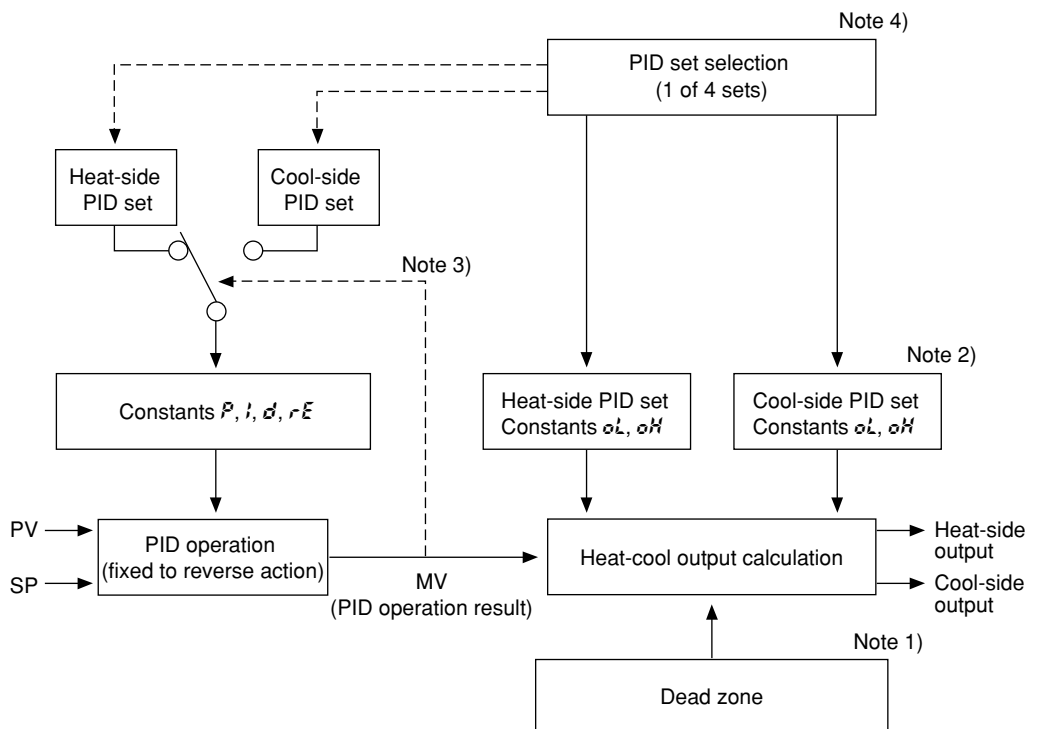 Note 4)
PID set selection
(1 of 4 sets)
Heat-side
PID set
Cool-side
PID set
Note 3)
Note 2)
Constants P, I, d, rE
Heat-side PID set
Constants oL, oH
Cool-side PID set
Constants oL, oH
PV
SP
PID operation
(fixed to reverse action)
MV
(PID operation result)
Heat-cool output calculation
Heat-side
output
Cool-side
output
Note 1)
Dead zone